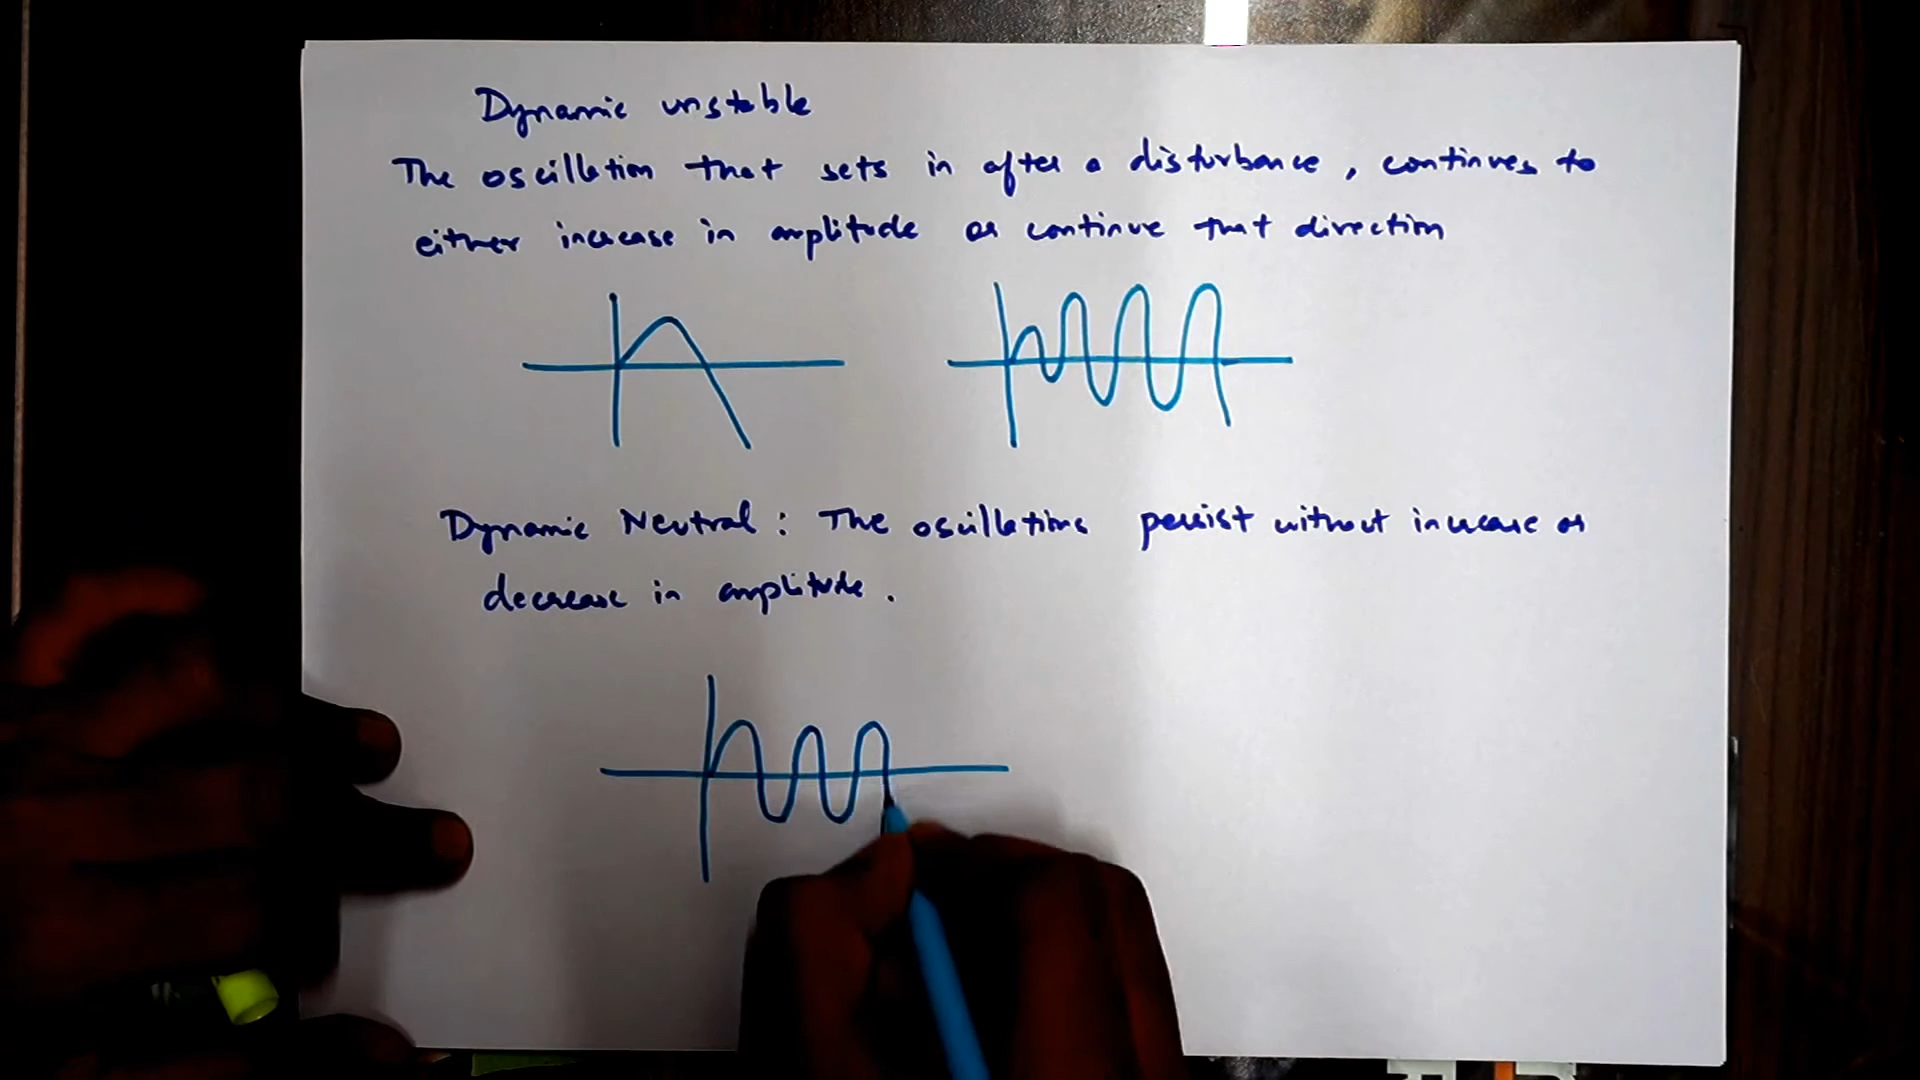 Dynamic unstable
The oscillation that sets in after a disturbance, continues to
either increase in amplitude or continue that direction
Dynamic Neutral: The oscillations persist without increase or
decrease in amplitude.